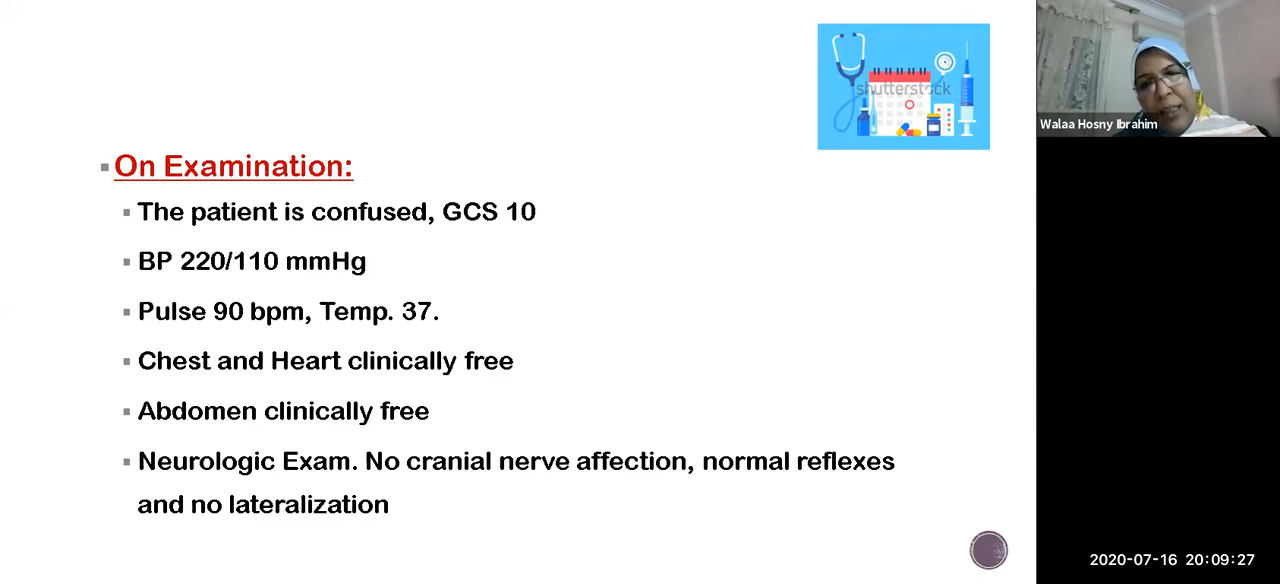 shutterstock
Walaa Hosny Ibrahim
On Examination:
The patient is confused, GCS 10
BP 220/110 mmHg
Pulse 90 bpm, Temp. 37.
Chest and Heart clinically free
Abdomen clinically free
Neurologic Exam. No cranial nerve affection, normal reflexes
and no lateralization
2020-07-16 20:09:27